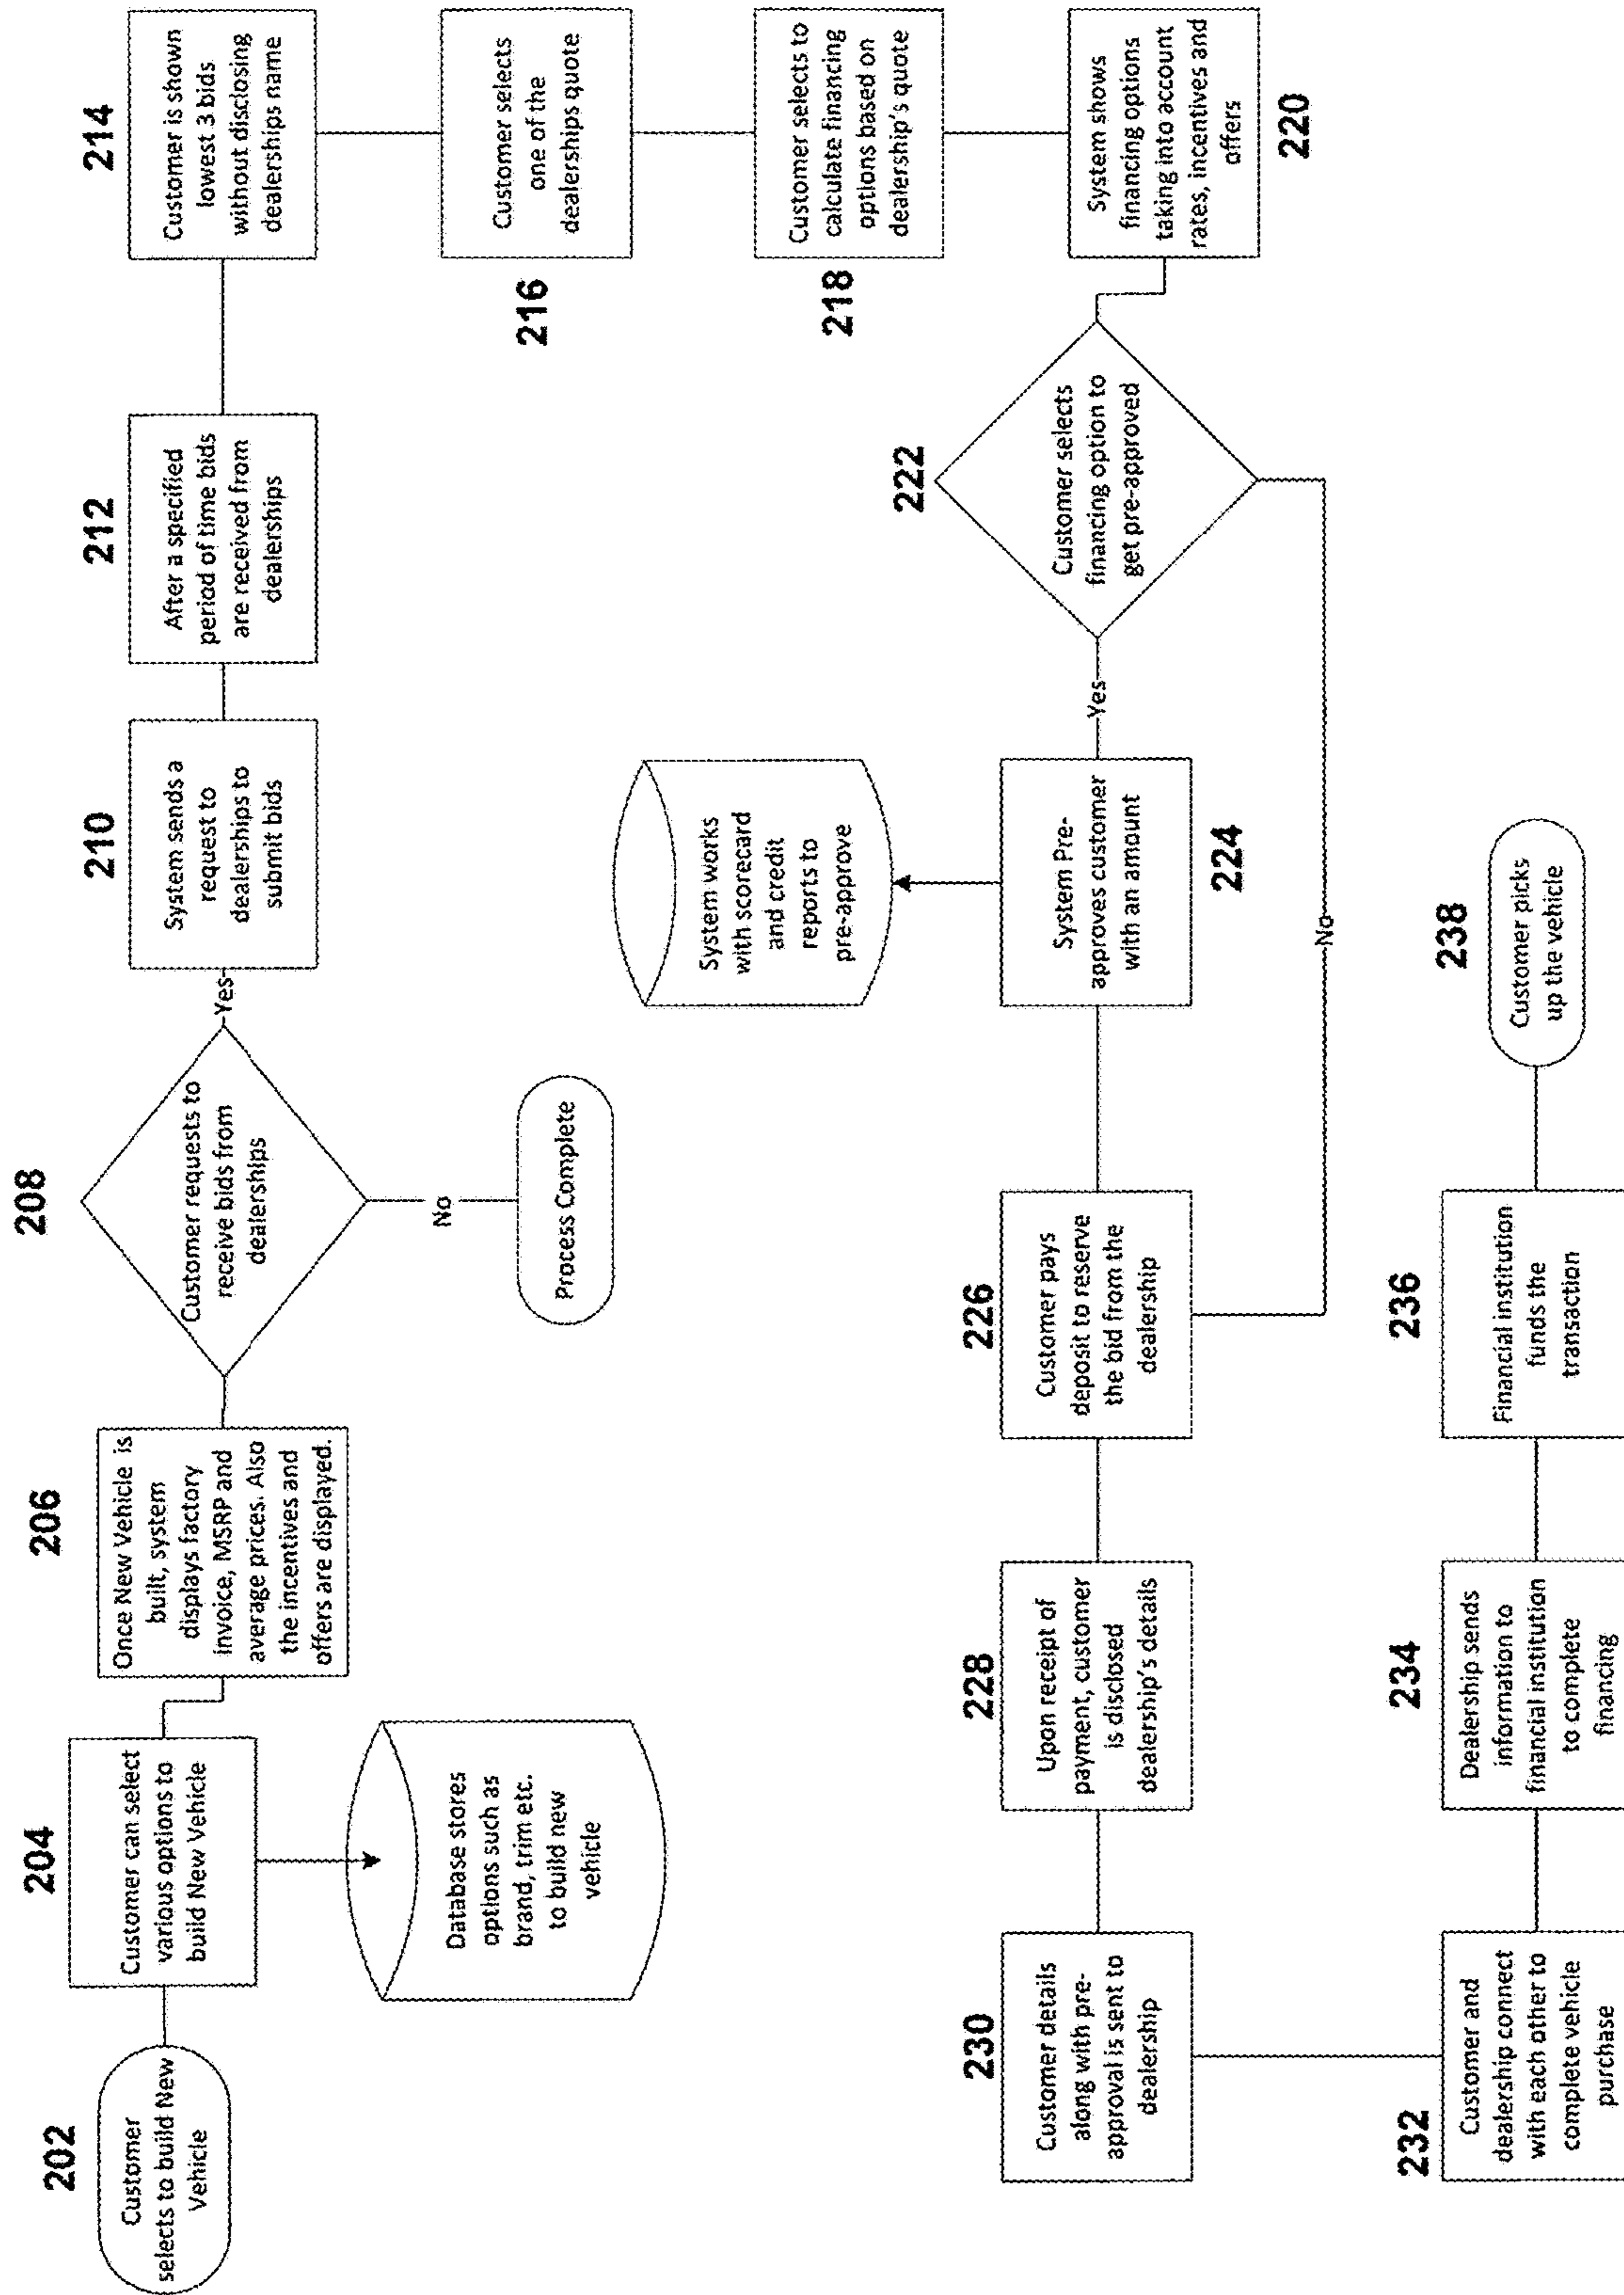 202
Customer
selects to build New
Vehicle
204
Customer can select
various options to
build New Vehicle
Database stores
options such as
brand, trim etc.
to build new
vehicle
206
Once New Vehicle is
built, system
displays factory
invoice, MSRP and
average prices. Also
the incentives and
offers are displayed.
208
Customer requests to
receive bids from
dealerships
Yes
No
Process Complete
210
System sends a
request to
dealerships to
submit bids
212
After a specified
period of time bids
are received from
dealerships
214
Customer is shown
lowest 3 bids
without disclosing
dealerships name
216
Customer selects
one of the
dealerships quote
218
Customer selects to
calculate financing
options based on
dealership's quote
System shows
financing options
taking into account
rates, incentives and
offers
220
222
Customer selects
financing option to
get pre-approved
Yes
No
System works
with scorecard
and credit
reports to
pre-approve
System Pre-
approves customer
with an amount
224
226
Customer pays
deposit to reserve
the bid from the
dealership
228
Upon receipt of
payment, customer
is disclosed
dealership's details
230
Customer details
along with pre-
approval is sent to
dealership
232
Customer and
dealership connect
with each other to
complete vehicle
purchase
234
Dealership sends
information to
financial institution
to complete
financing
236
Financial institution
funds the
transaction
238
Customer picks
up the vehicle